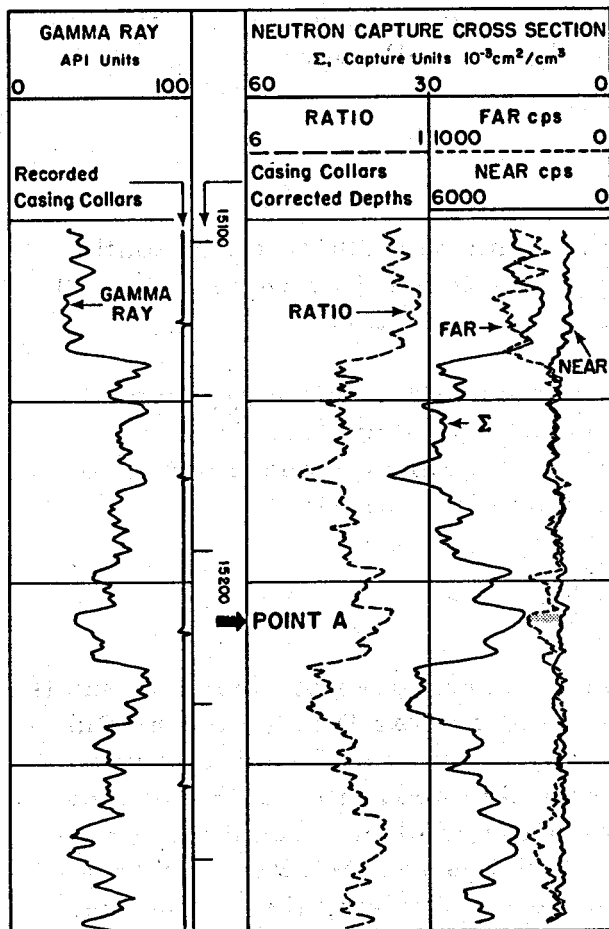 GAMMA RAY
API Units
0 100
NEUTRON CAPTURE CROSS SECTION
Σ, Capture Units 10⁻³cm²/cm³
60 30 0
RATIO
6 1
FAR cps
1000 0
Recorded
Casing Collars
Casing Collars
Corrected Depths
NEAR cps
6000 0
15100
GAMMA
RAY
RATIO
FAR
NEAR
Σ
15200
POINT A